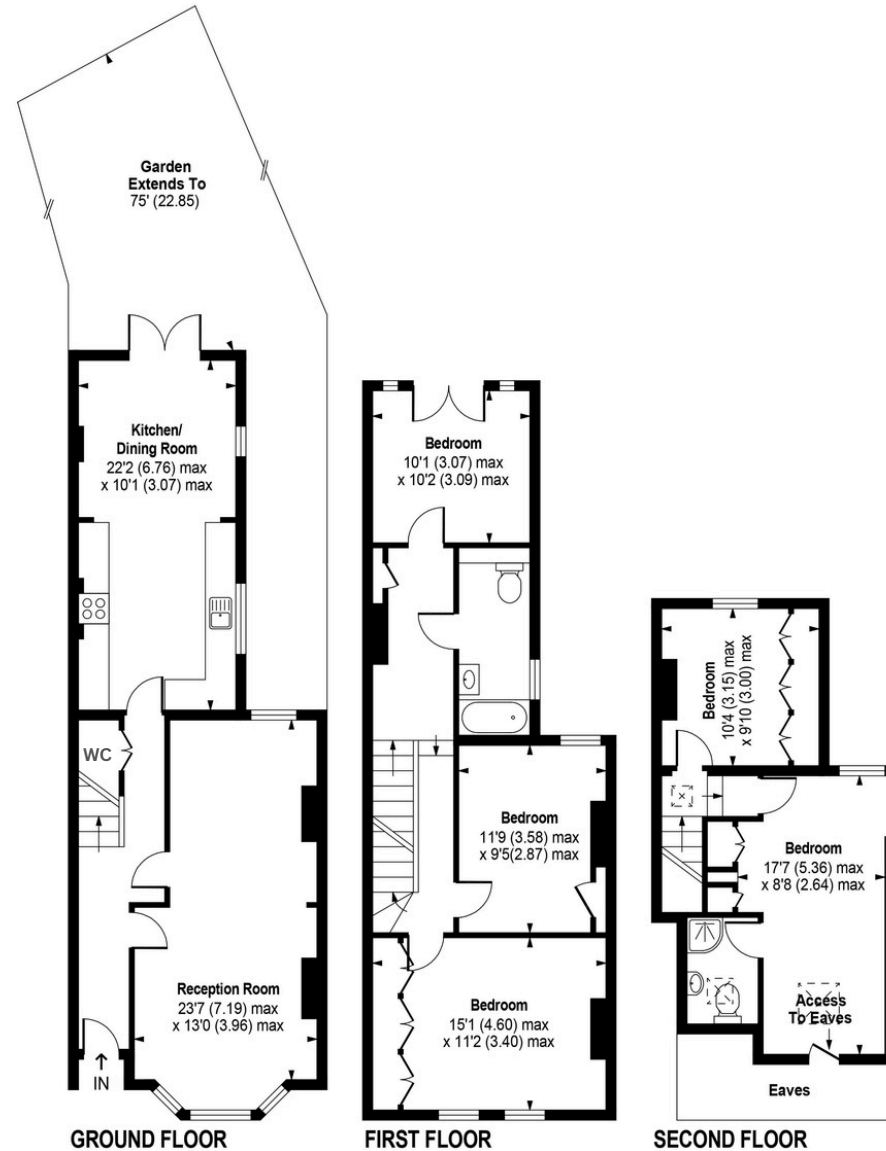 Garden
Extends To
75' (22.85)
Kitchen/
Dining Room
22'2 (6.76) max
x 10'1 (3.07) max
WC
Reception Room
23'7 (7.19) max
x 13'0 (3.96) max
IN
GROUND FLOOR
Bedroom
10'1 (3.07) max
x 10'2 (3.09) max
Bedroom
11'9 (3.58) max
x 9'5(2.87) max
Bedroom
15'1 (4.60) max
x 11'2 (3.40) max
FIRST FLOOR
Bedroom
10'4 (3.15) max
x 9'10 (3.00) max
Bedroom
17'7 (5.36) max
x 8'8 (2.64) max
Access
To Eaves
Eaves
SECOND FLOOR